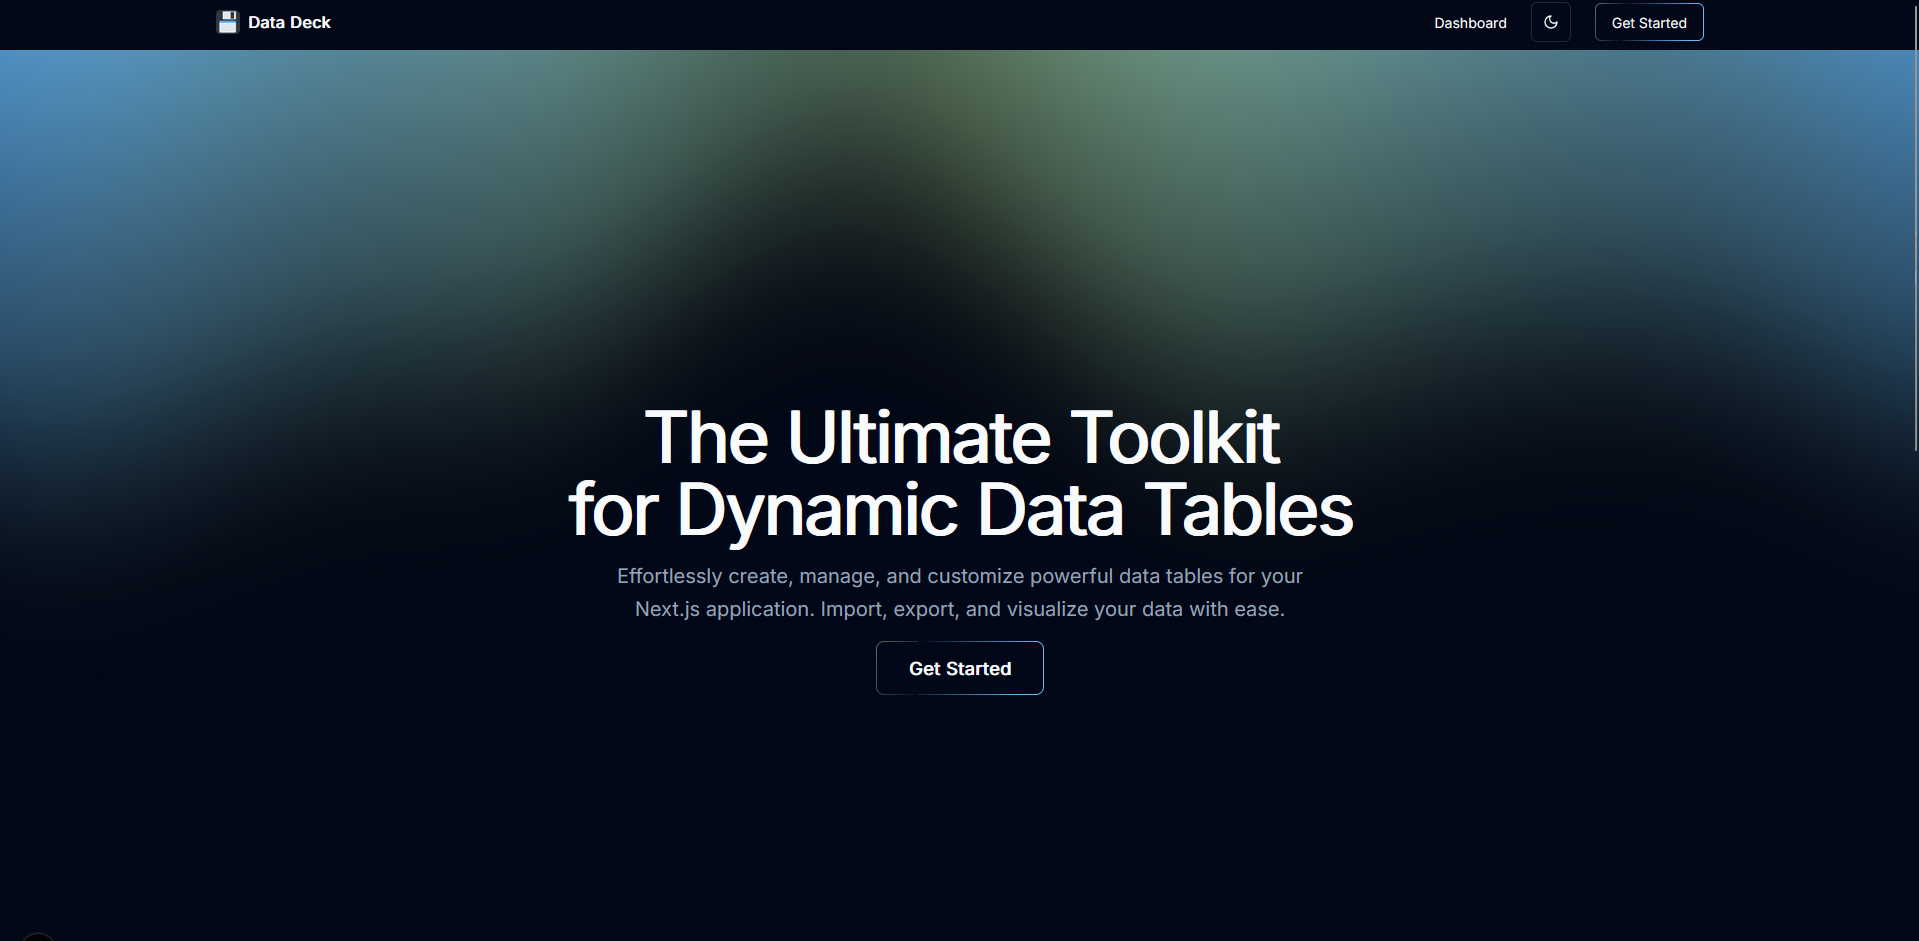 Data Deck
Dashboard
Get Started
The Ultimate Toolkit
for Dynamic Data Tables
Effortlessly create, manage, and customize powerful data tables for your
Next.js application. Import, export, and visualize your data with ease.
Get Started